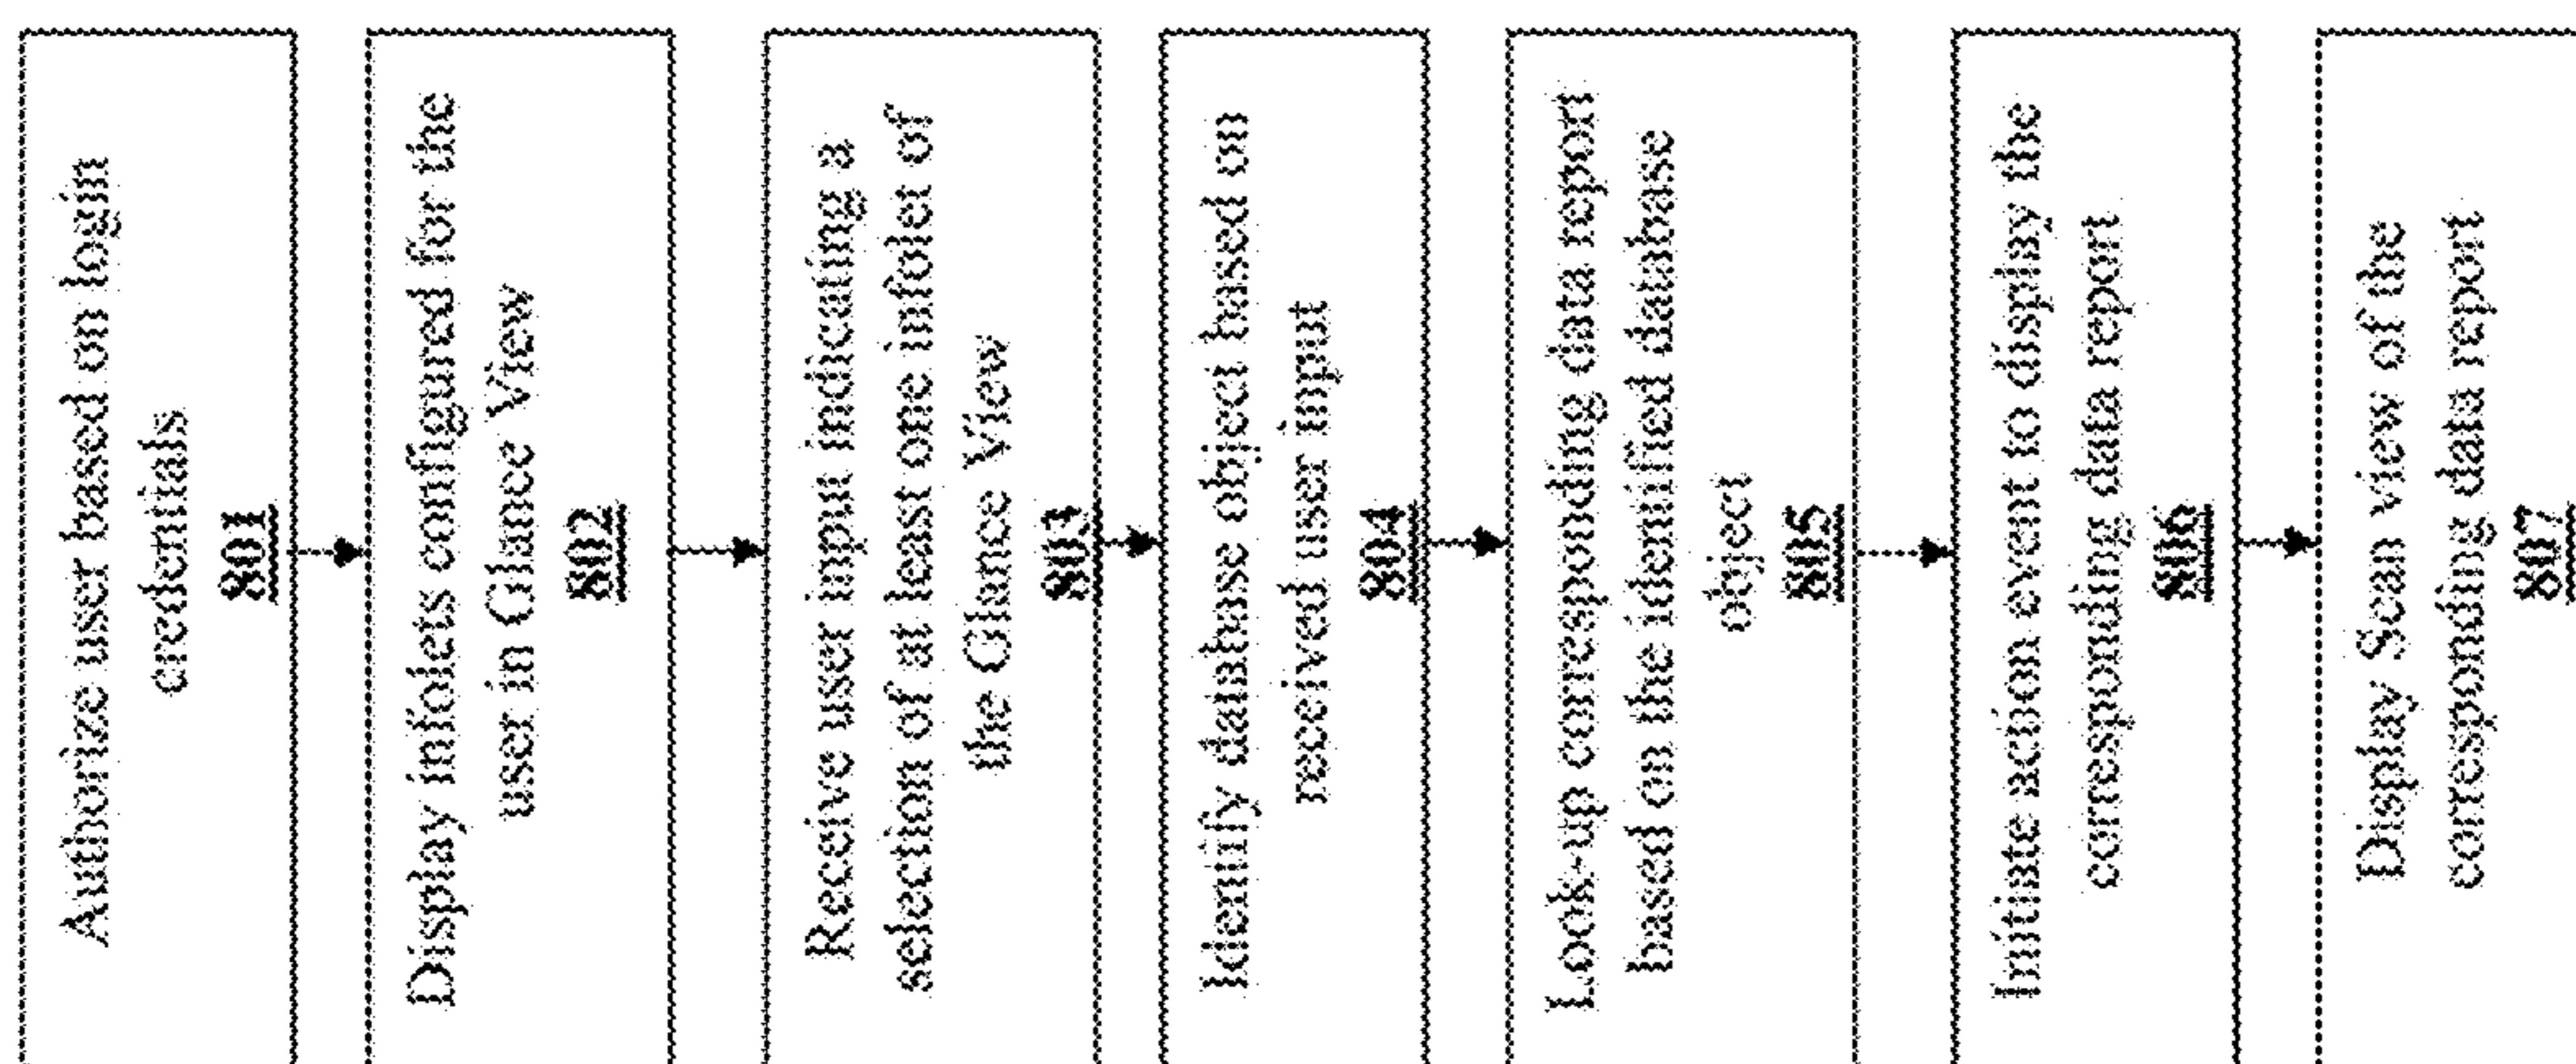 Authorize user based on login
credentials
801
Display infolets configured for the
user in Glance View
802
Receive user input indicating a
selection of at least one infolet of
the Glance View
803
Identify database object based on
received user input
804
Look-up corresponding data report
based on the identified database
object
805
Initiate action event to display the
corresponding data report
806
Display Scan view of the
corresponding data report
807